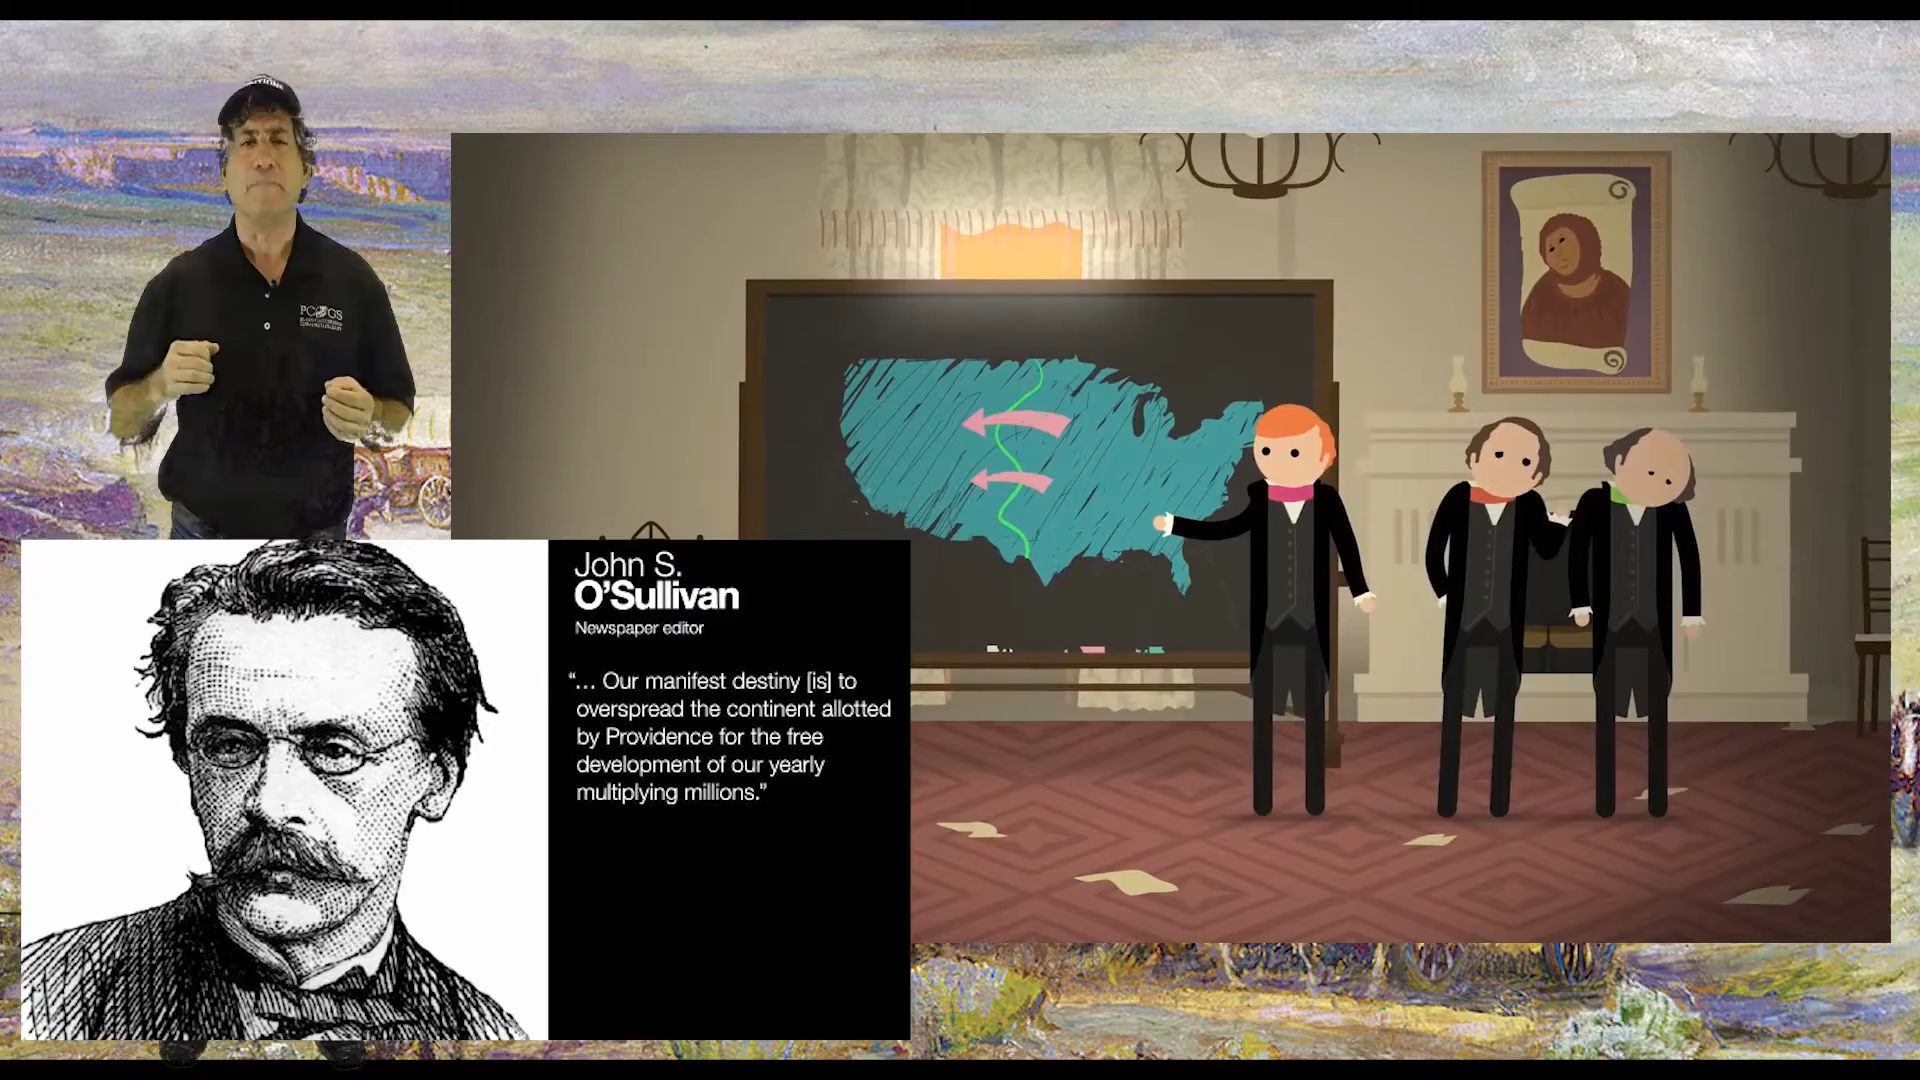 PCGS
John S.
O’Sullivan
Newspaper editor
“… Our manifest destiny [is] to
overspread the continent allotted
by Providence for the free
development of our yearly
multiplying millions.”